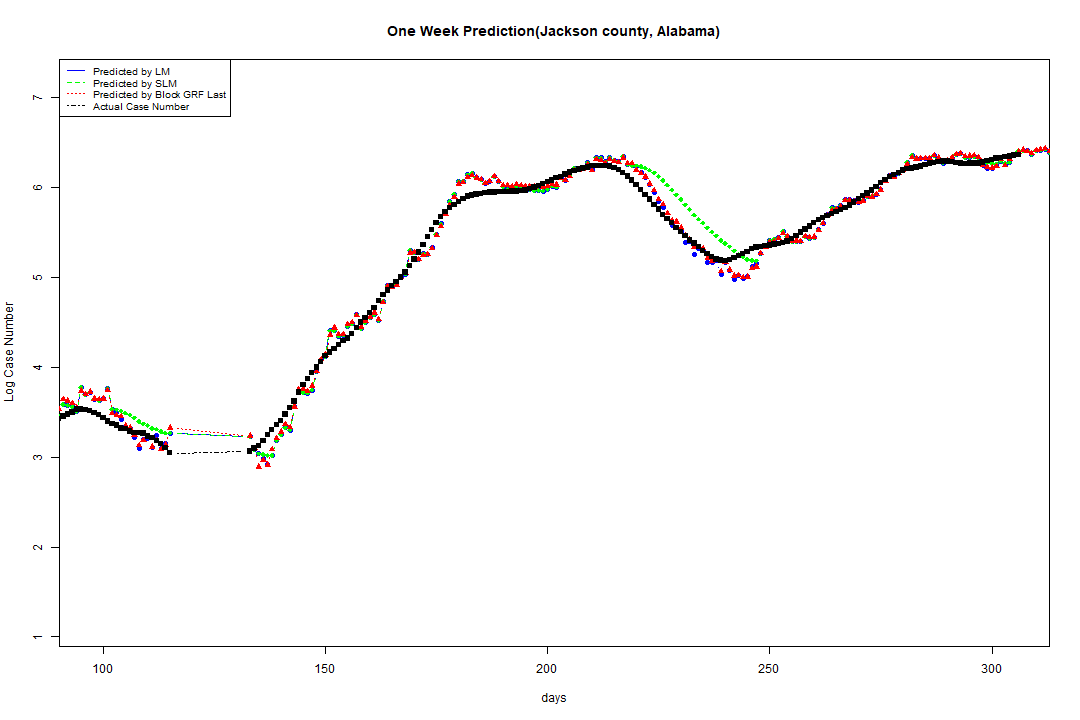 One Week Prediction(Jackson county, Alabama)
Predicted by LM
Predicted by SLM
Predicted by Block GRF Last
Actual Case Number
7
6
5
4
3
2
1
Log Case Number
100 150 200 250 300
days